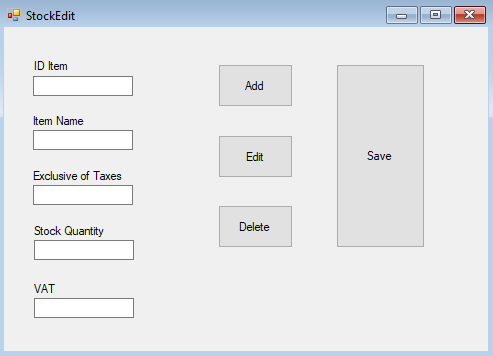 StockEdit
ID Item
Item Name
Exclusive of Taxes
Stock Quantity
VAT
Add
Edit
Delete
Save